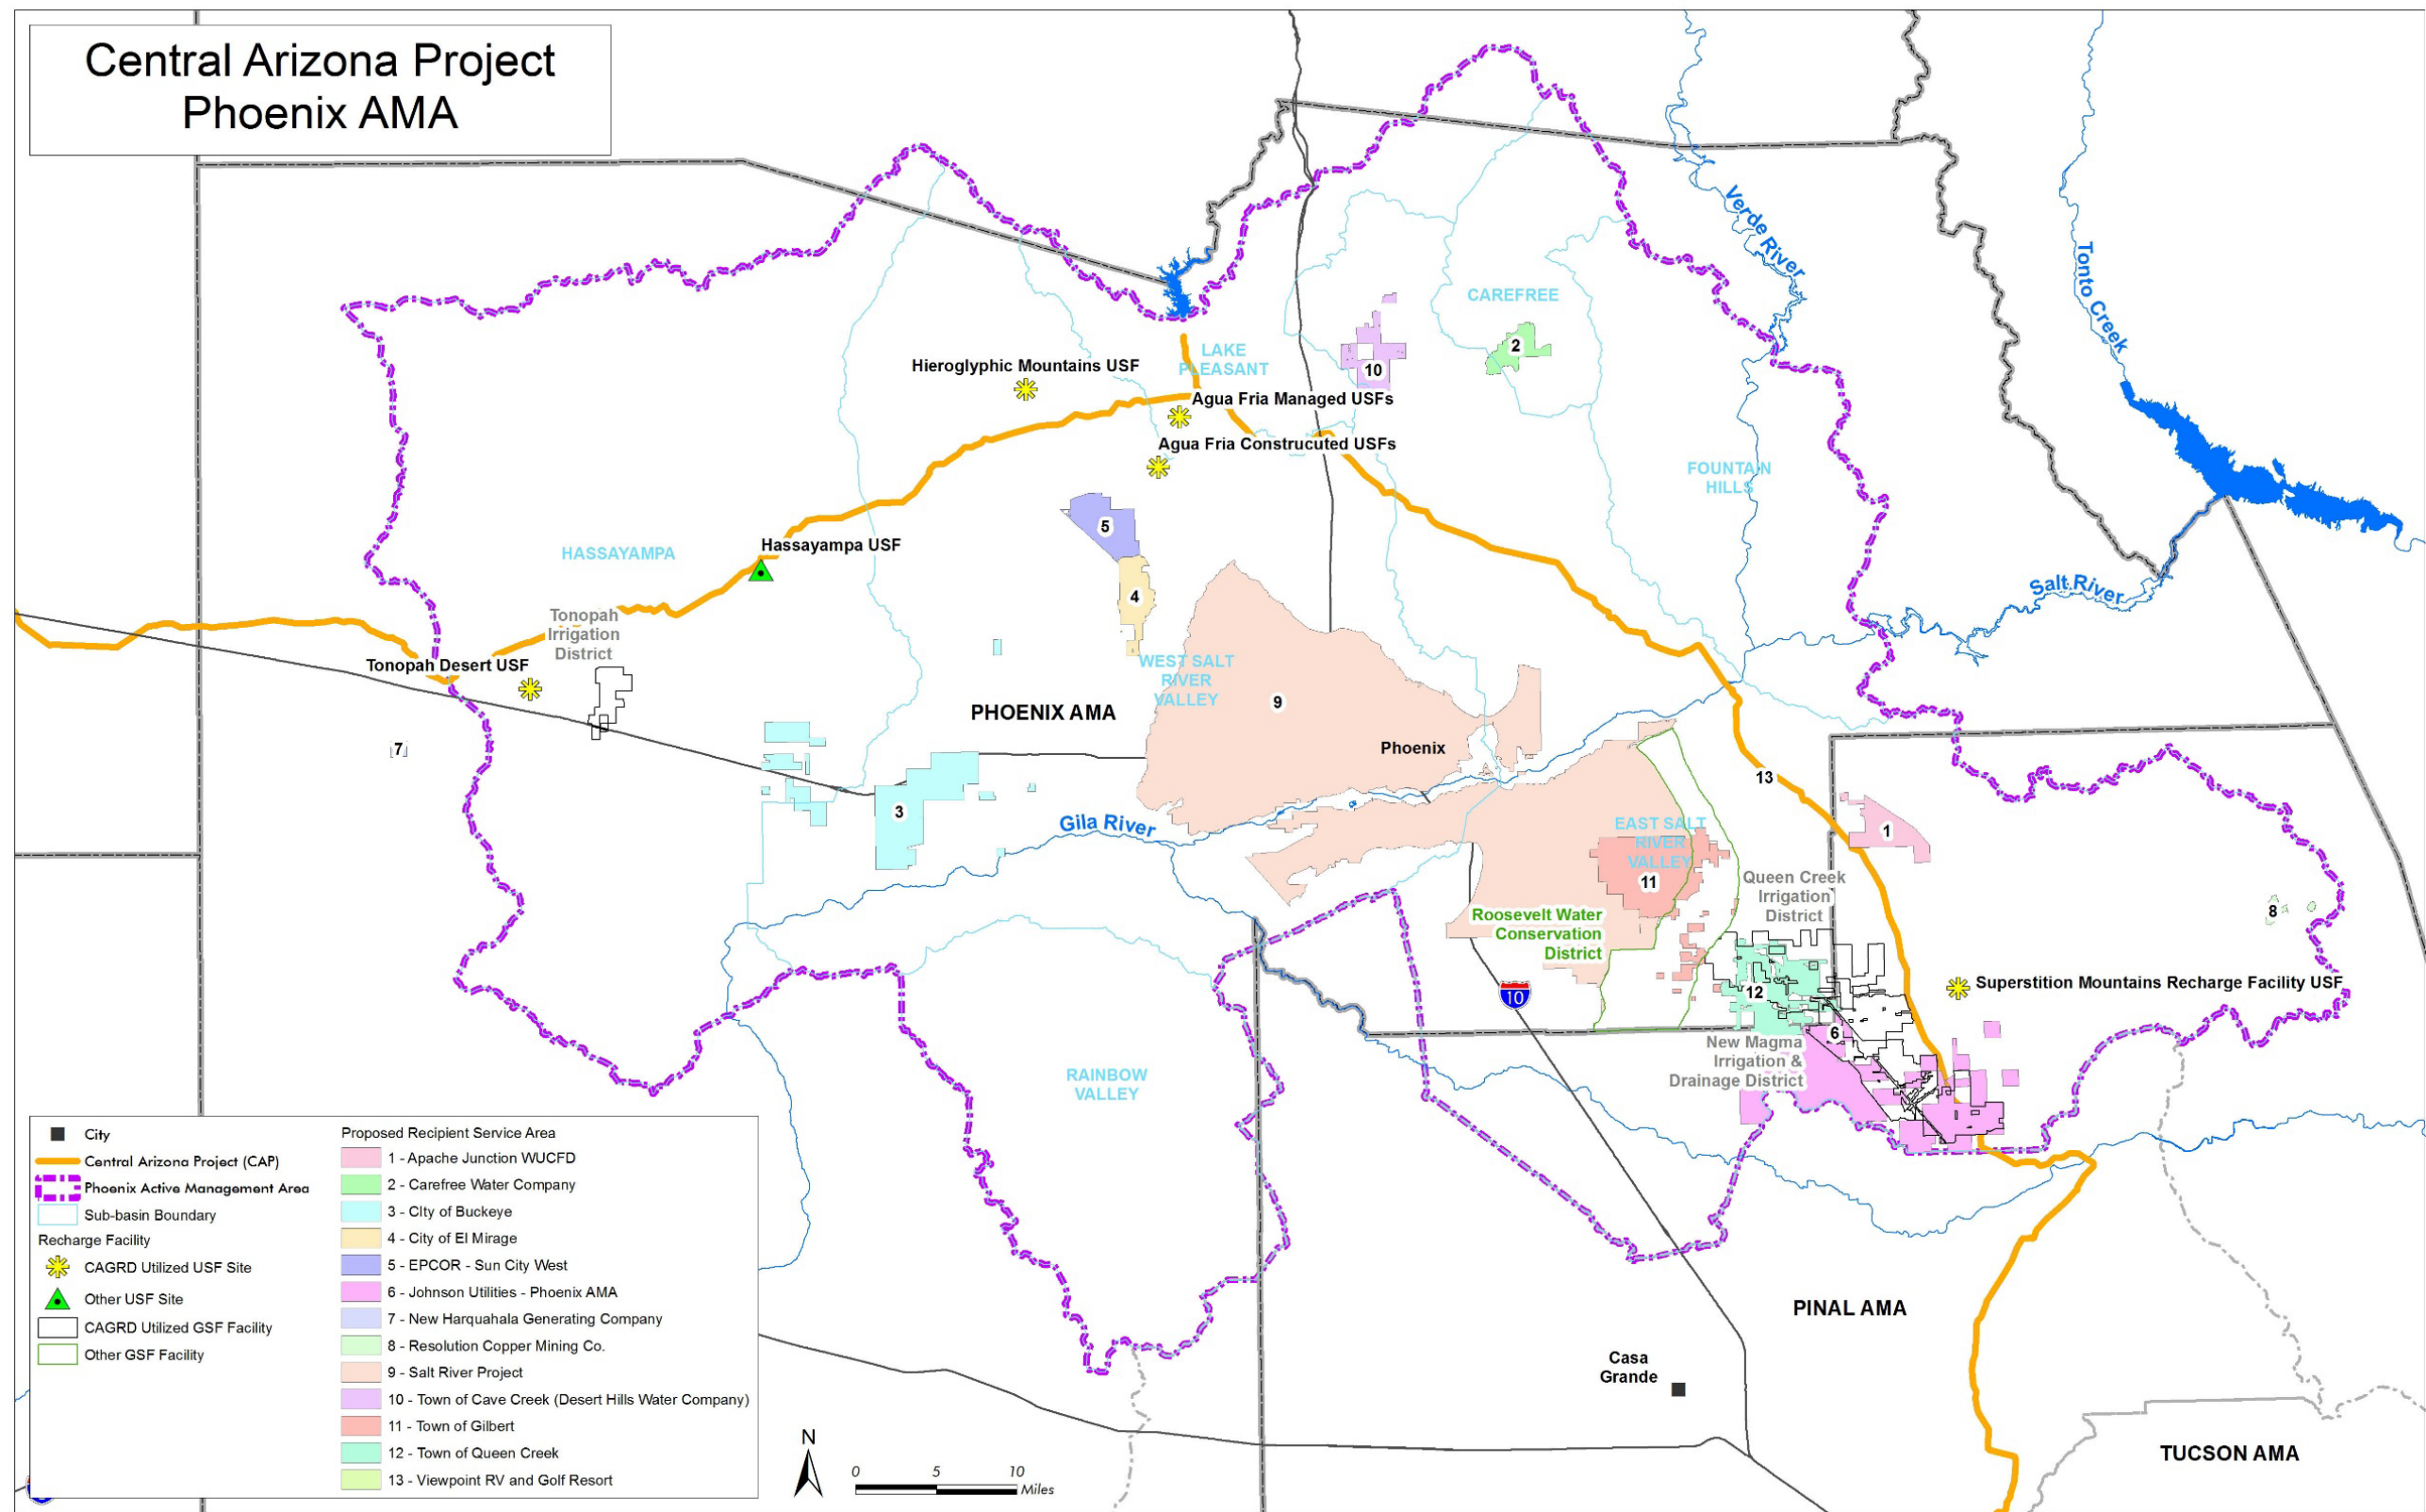 Central Arizona Project
Phoenix AMA
Verde River
Tonto Creek
CAREFREE
2
LAKE
PLEASANT
10
Hieroglyphic Mountains USF
Agua Fria Managed USFs
Agua Fria Construcuted USFs
FOUNTAIN
HILLS
5
Hassayampa USF
HASSAYAMPA
4
Salt River
Tonopah
Irrigation
District
Tonopah Desert USF
WEST SALT
RIVER
VALLEY
9
PHOENIX AMA
7
Phoenix
13
3
Gila River
EAST SALT
RIVER
VALLEY
1
11
Queen Creek
Irrigation
District
8
Roosevelt Water
Conservation
District
10
12
Superstition Mountains Recharge Facility USF
6
New Magma
Irrigation &
Drainage District
RAINBOW
VALLEY
PINAL AMA
Casa
Grande
TUCSON AMA
City
Central Arizona Project (CAP)
Phoenix Active Management Area
Sub-basin Boundary
Recharge Facility
CAGRD Utilized USF Site
Other USF Site
CAGRD Utilized GSF Facility
Other GSF Facility
Proposed Recipient Service Area
1 - Apache Junction WUCFD
2 - Carefree Water Company
3 - CIty of Buckeye
4 - City of El Mirage
5 - EPCOR - Sun City West
6 - Johnson Utilities - Phoenix AMA
7 - New Harquahala Generating Company
8 - Resolution Copper Mining Co.
9 - Salt River Project
10 - Town of Cave Creek (Desert Hills Water Company)
11 - Town of Gilbert
12 - Town of Queen Creek
13 - Viewpoint RV and Golf Resort
N
0 5 10
Miles